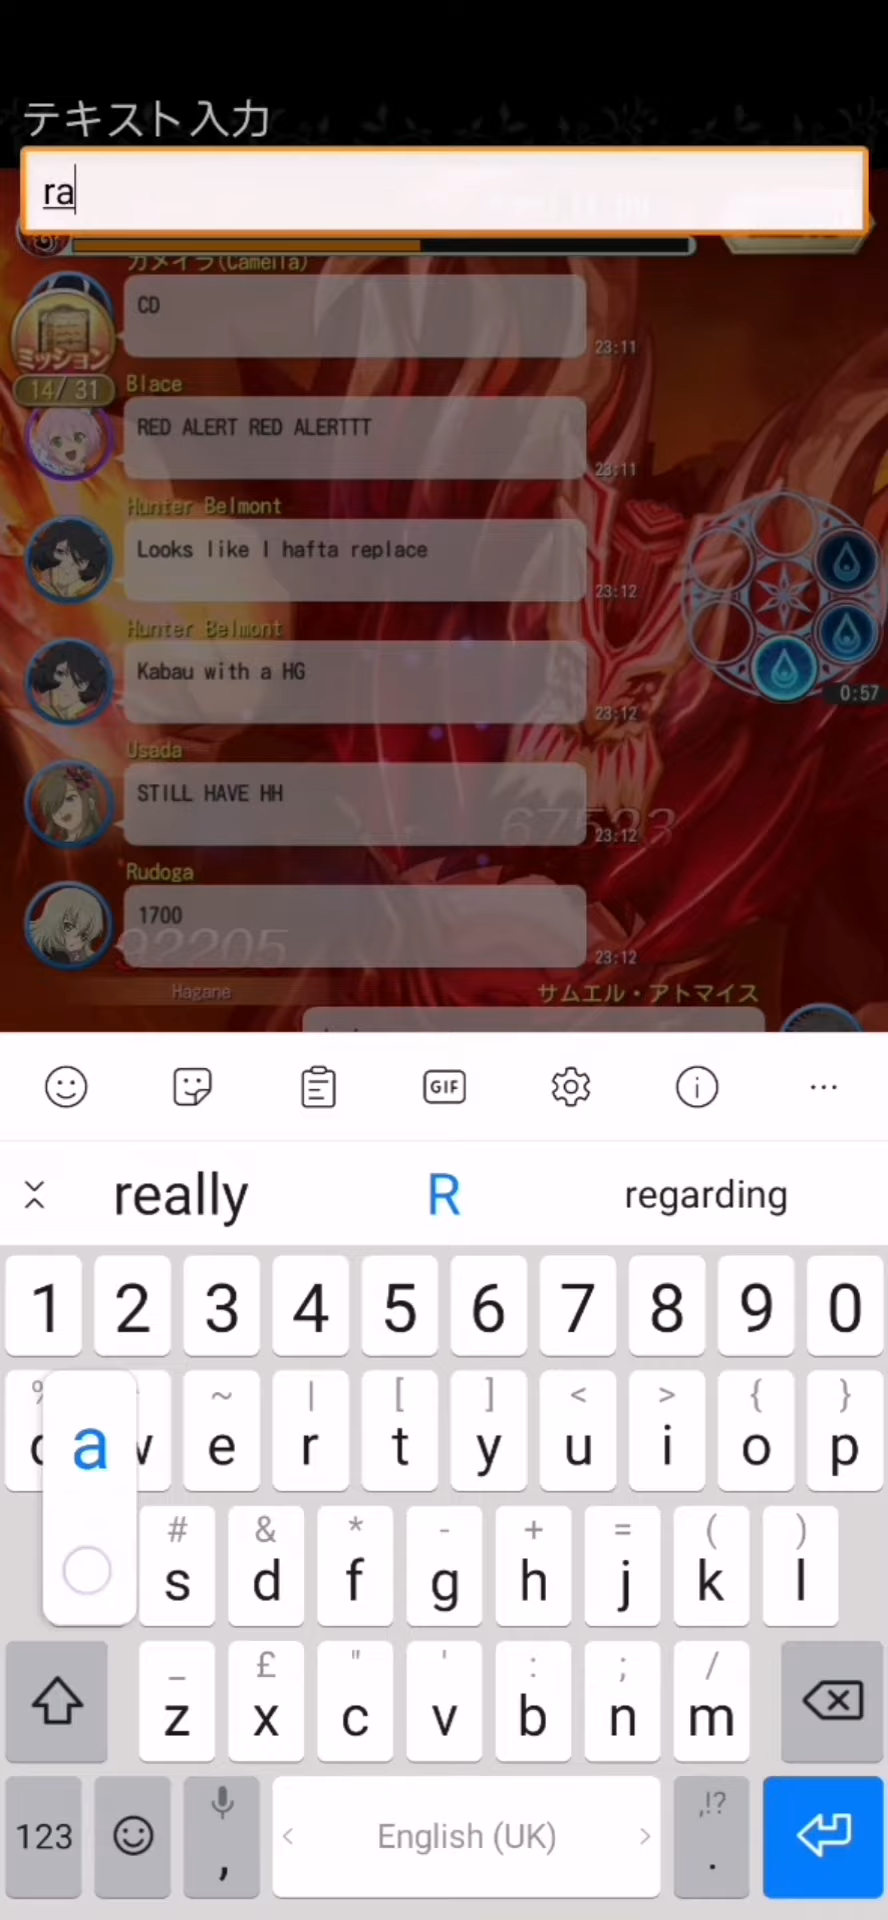 テキスト入力
ra
カメイラ(Cameila)
CD
23:11
ミッション
14/ 31
Blace
RED ALERT RED ALERTTT
23:11
Hunter Belmont
Looks like I hafta replace
23:12
Hunter Belmont
Kabau with a HG
23:12
0:57
Usada
STILL HAVE HH
23:12
67523
Rudoga
1700
92205
23:12
Hagane
サムエル・アトマイス
GIF
really R regarding
1 2 3 4 5 6 7 8 9 0
% ~ | [ ] < > { }
a e r t y u i o p
# & * - + = ( )
s d f g h j k l
_ £ " ' : ; /
z x c v b n m
123 , < English (UK) > ,!? .